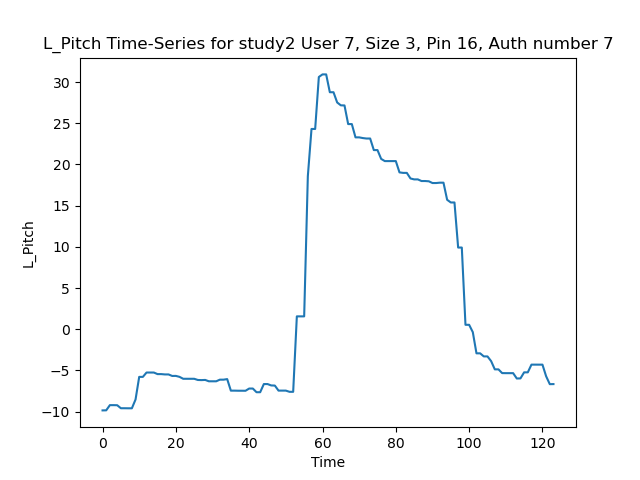 L_Pitch Time-Series for study2 User 7, Size 3, Pin 16, Auth number 7
30
25
20
15
10
5
0
−5
−10
L_Pitch
0 20 40 60 80 100 120
Time